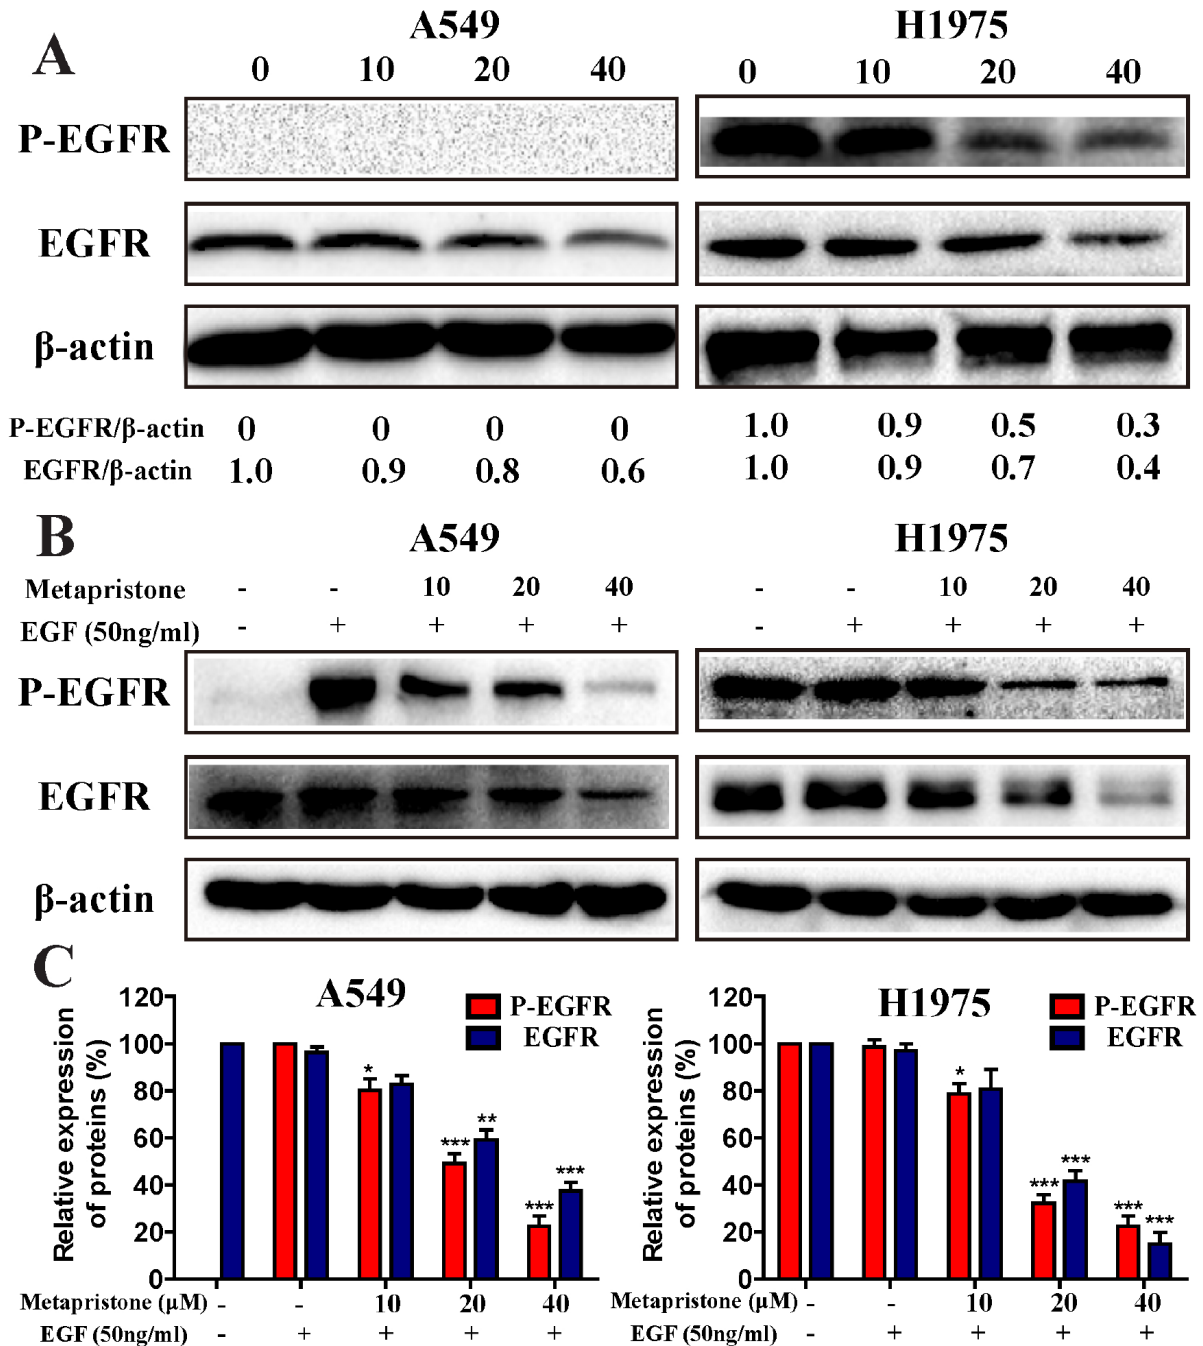 A
A549 H1975
0 10 20 40 0 10 20 40
P-EGFR
EGFR
β-actin
P-EGFR/β-actin 0 0 0 0 1.0 0.9 0.5 0.3
EGFR/β-actin 1.0 0.9 0.8 0.6 1.0 0.9 0.7 0.4
B
A549 H1975
Metapristone - - 10 20 40 - - 10 20 40
EGF (50ng/ml) - + + + + - + + + +
P-EGFR
EGFR
β-actin
C
A549
P-EGFR
EGFR
Relative expression
of proteins (%)
120
100
80
60
40
20
0
* *** ** *** ***
Metapristone (μM) - - 10 20 40
EGF (50ng/ml) - + + + +
H1975
P-EGFR
EGFR
Relative expression
of proteins (%)
120
100
80
60
40
20
0
* *** *** *** ***
Metapristone (μM) - - 10 20 40
EGF (50ng/ml) - + + + +